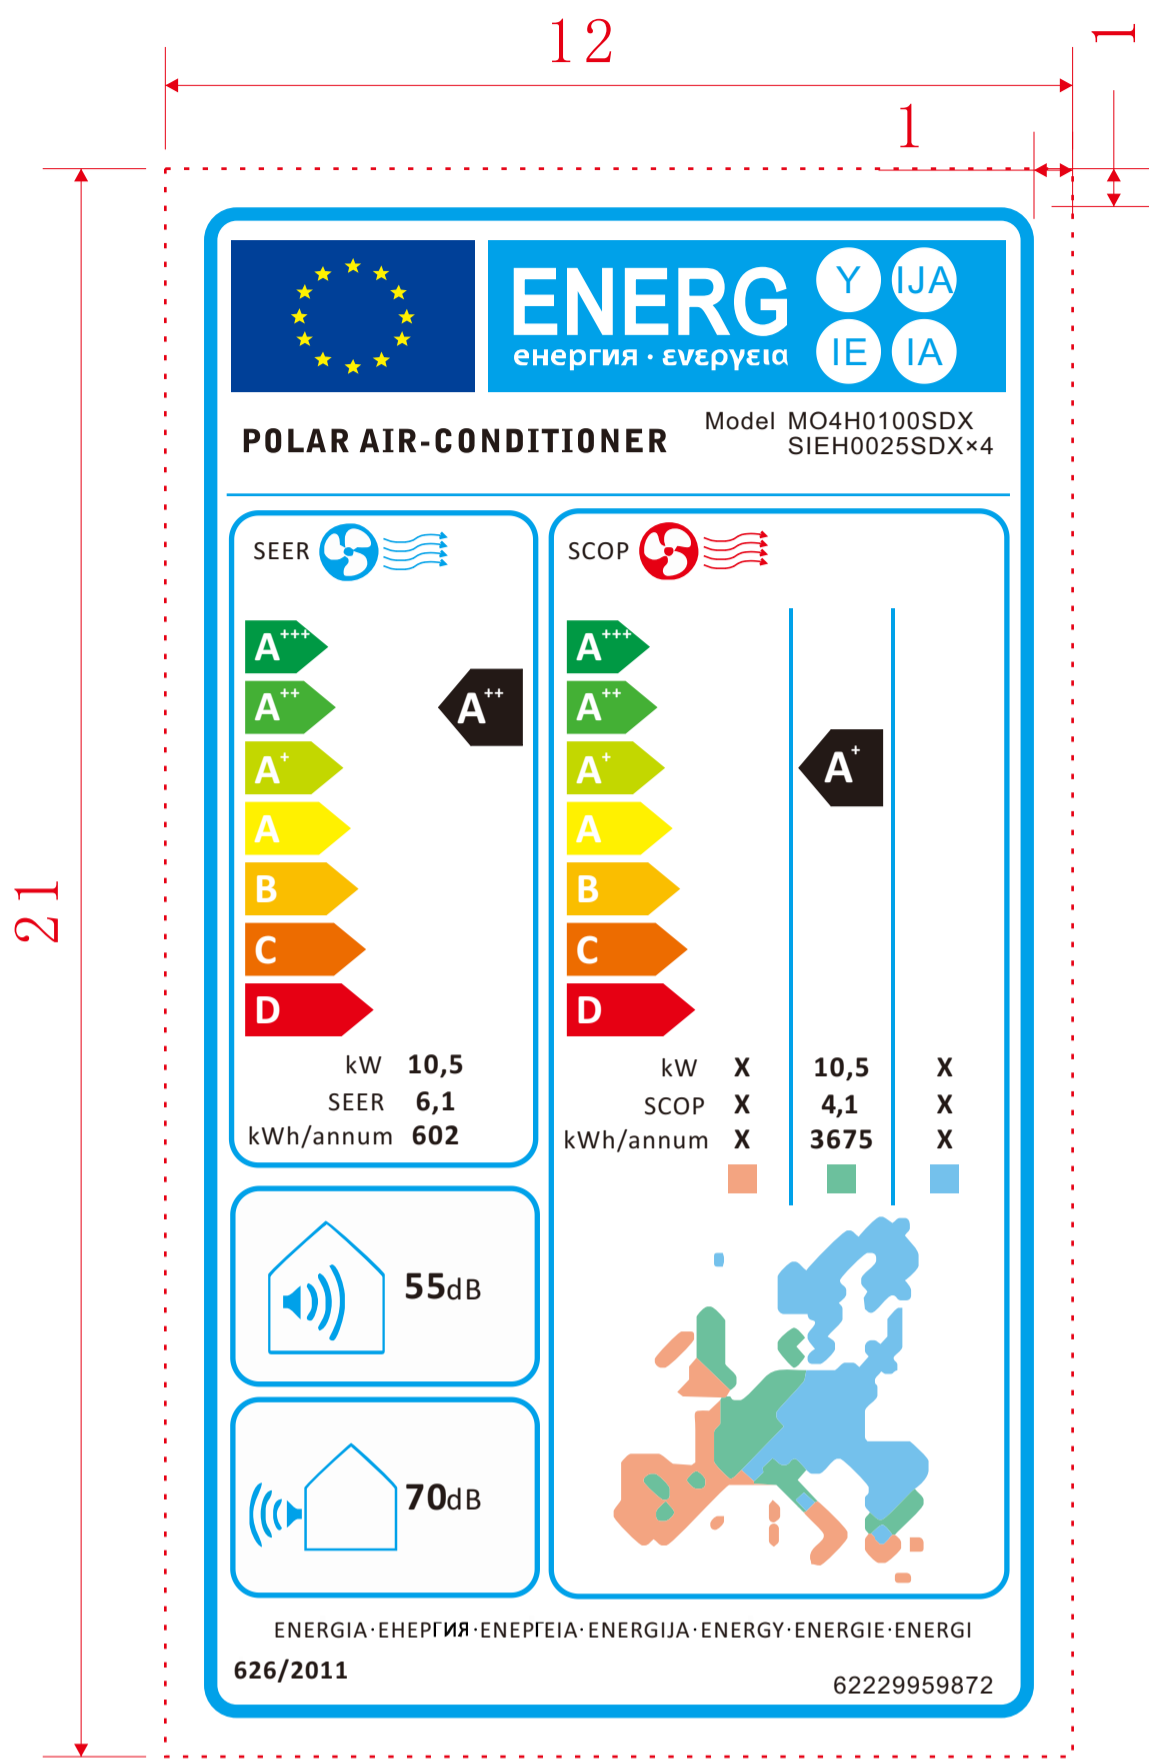 12
1
1
21
ENERG
енергия · ενεργεια
Y IJA
IE IA
POLAR AIR-CONDITIONER
Model MO4H0100SDX
SIEH0025SDX×4
SEER
A+++
A++
A+
A
B
C
D
A++
kW 10,5
SEER 6,1
kWh/annum 602
SCOP
A+++
A++
A+
A
B
C
D
A+
kW X 10,5 X
SCOP X 4,1 X
kWh/annum X 3675 X
55dB
70dB
ENERGIA·ЕНЕРГИЯ·ΕΝΕΡΓΕΙΑ·ENERGIJA·ENERGY·ENERGIE·ENERGI
626/2011
62229959872